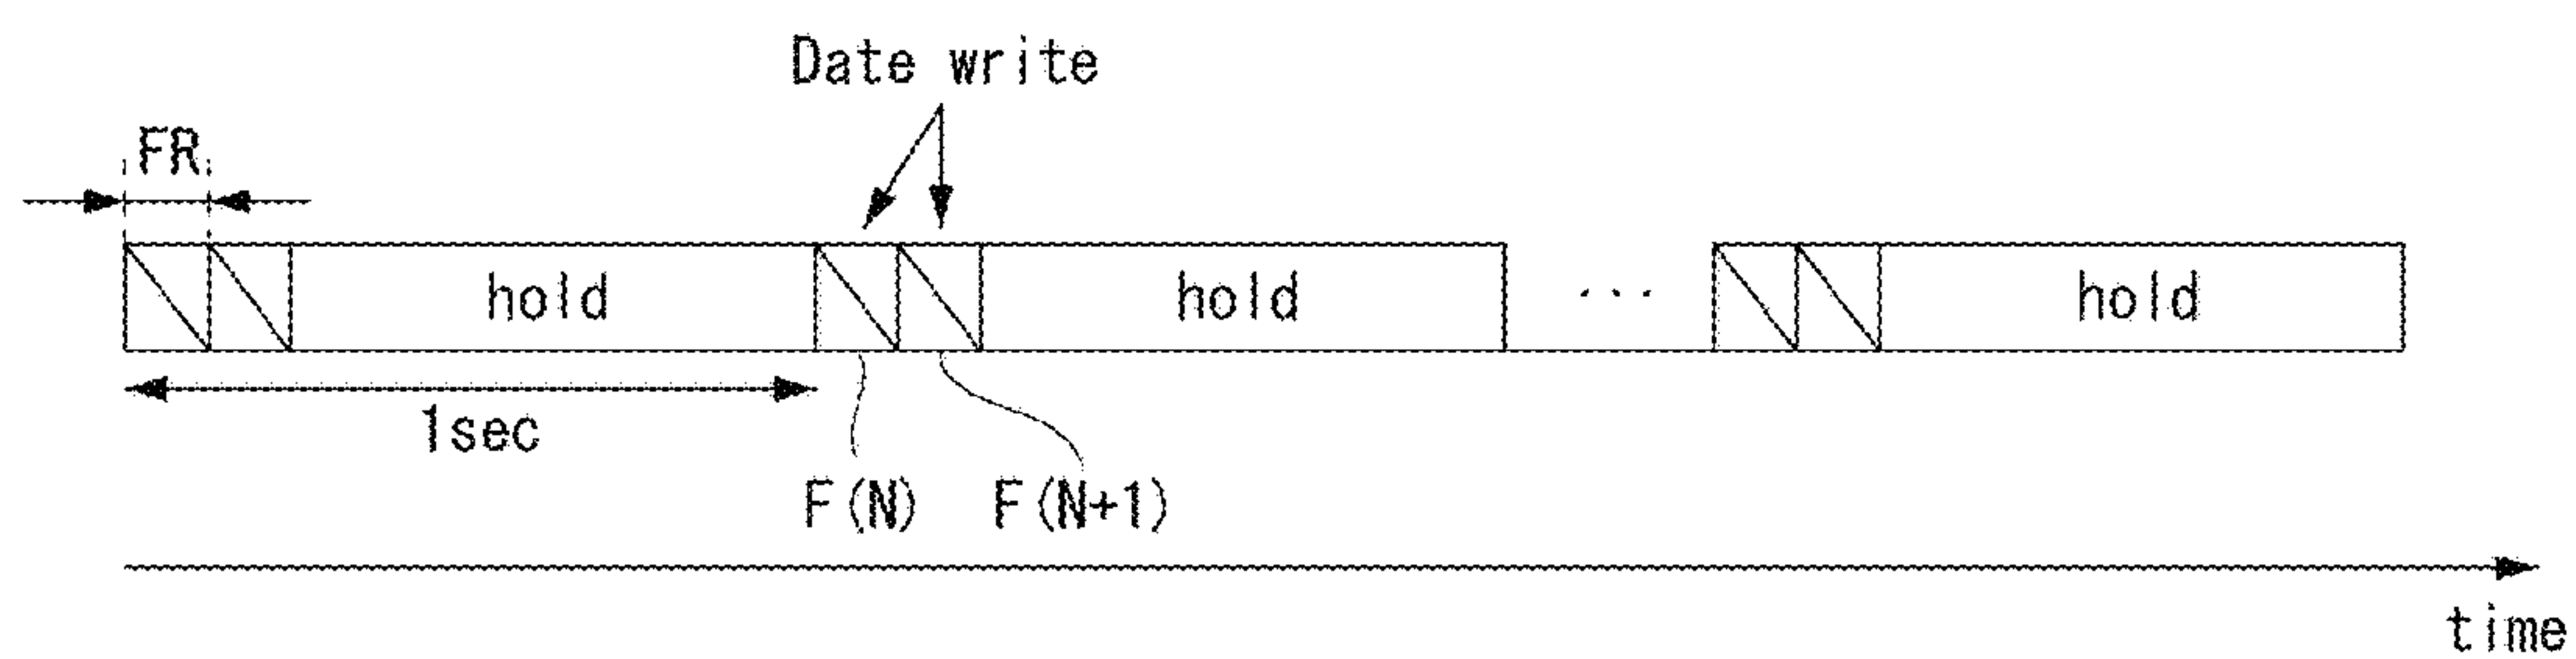 Date write
FR
hold
hold
...
hold
1sec
F(N)
F(N+1)
time